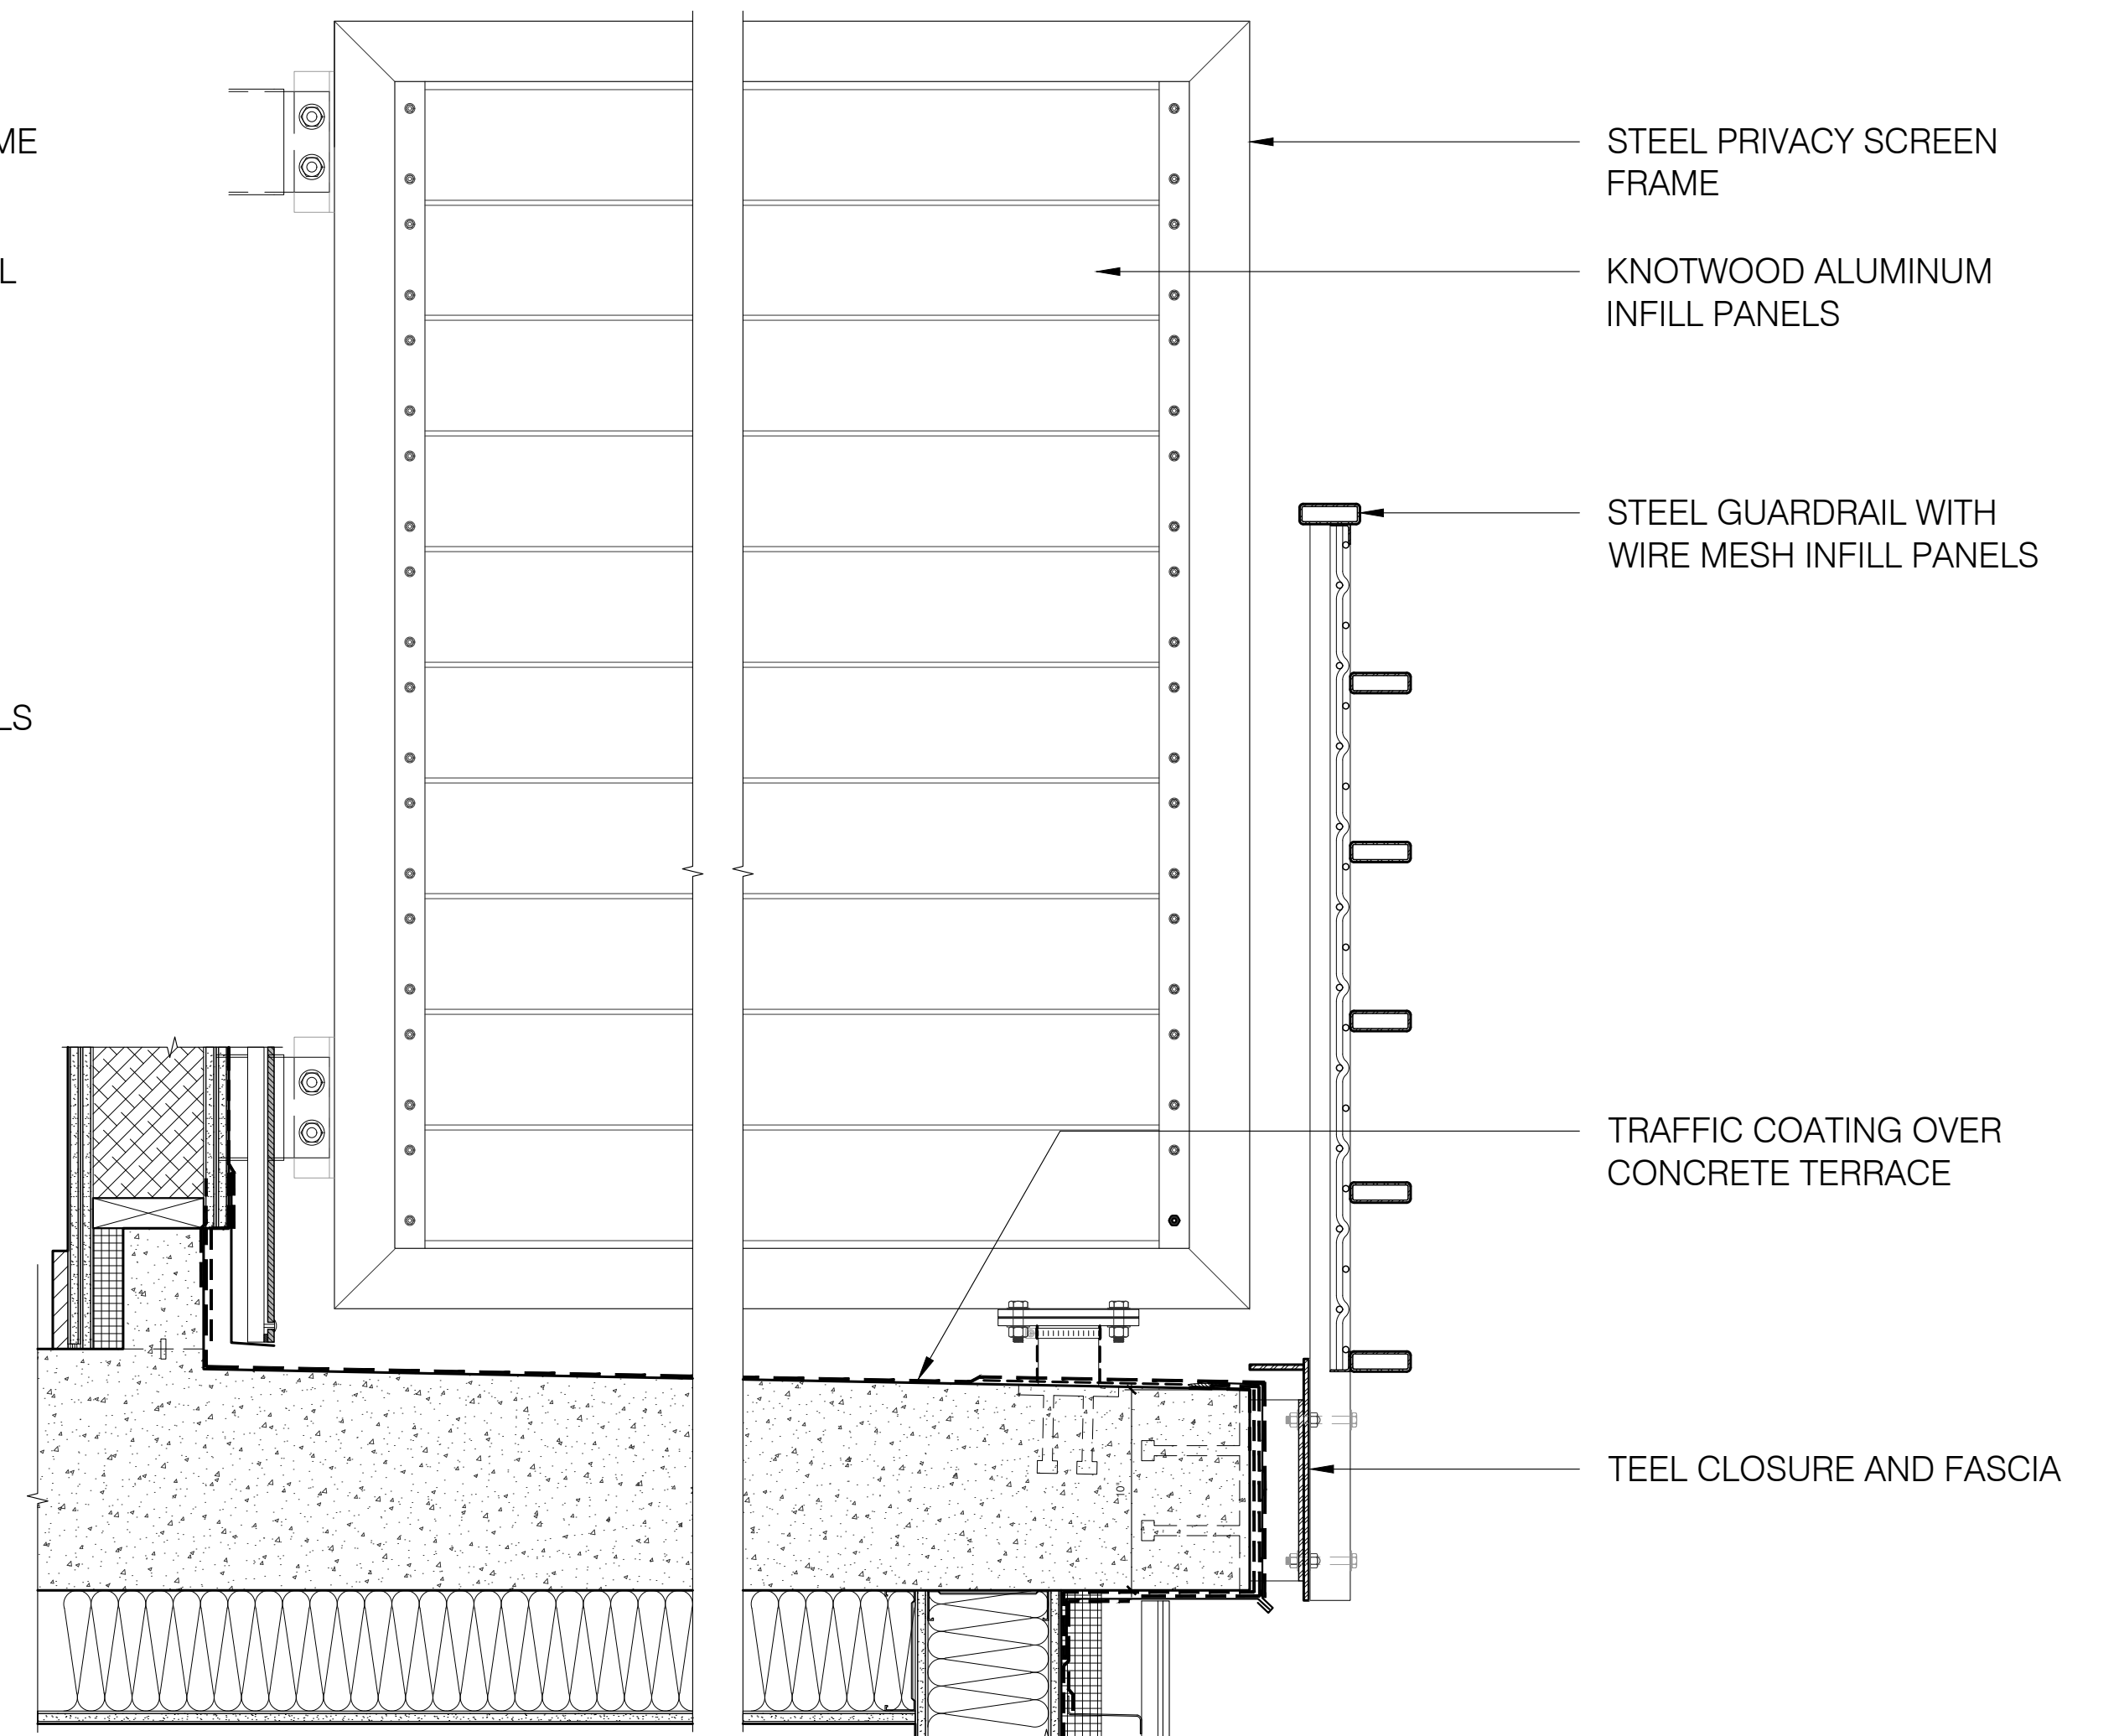 ME
STEEL PRIVACY SCREEN
FRAME
L
KNOTWOOD ALUMINUM
INFILL PANELS
STEEL GUARDRAIL WITH
WIRE MESH INFILL PANELS
LS
TRAFFIC COATING OVER
CONCRETE TERRACE
TEEL CLOSURE AND FASCIA
10"